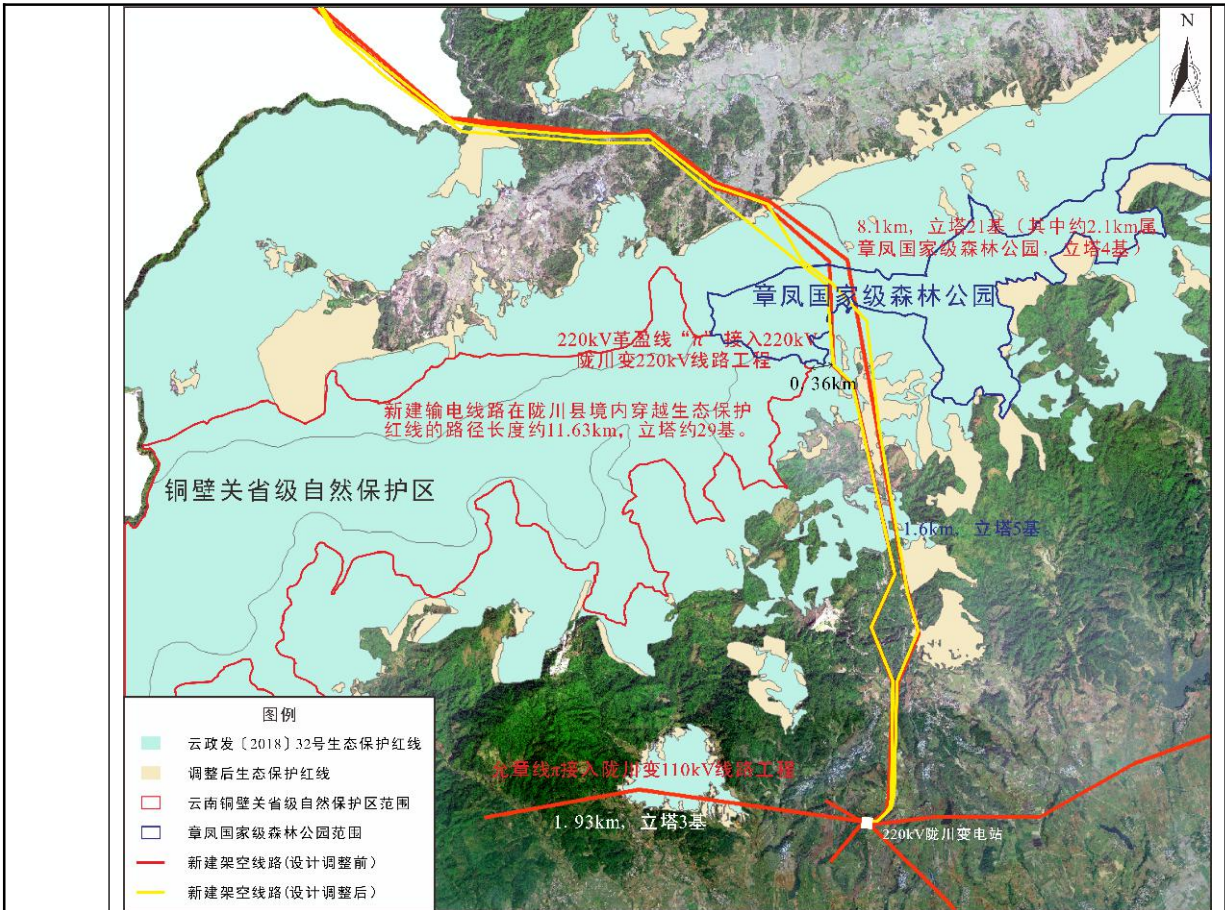 N
8.1km，立塔21基（其中约2.1km属
章凤国家级森林公园，立塔4基）
章凤国家级森林公园
220kV革盈线“π”接入220kV
陇川变220kV线路工程
0.36km
新建输电线路在陇川县境内穿越生态保护
红线的路径长度约11.63km，立塔约29基。
铜壁关省级自然保护区
1.6km，立塔5基
图例
云政发〔2018〕32号生态保护红线
调整后生态保护红线
云南铜壁关省级自然保护区范围
章凤国家级森林公园范围
新建架空线路(设计调整前)
新建架空线路(设计调整后)
允章线π接入陇川变110kV线路工程
1.93km，立塔3基
220kV陇川变电站